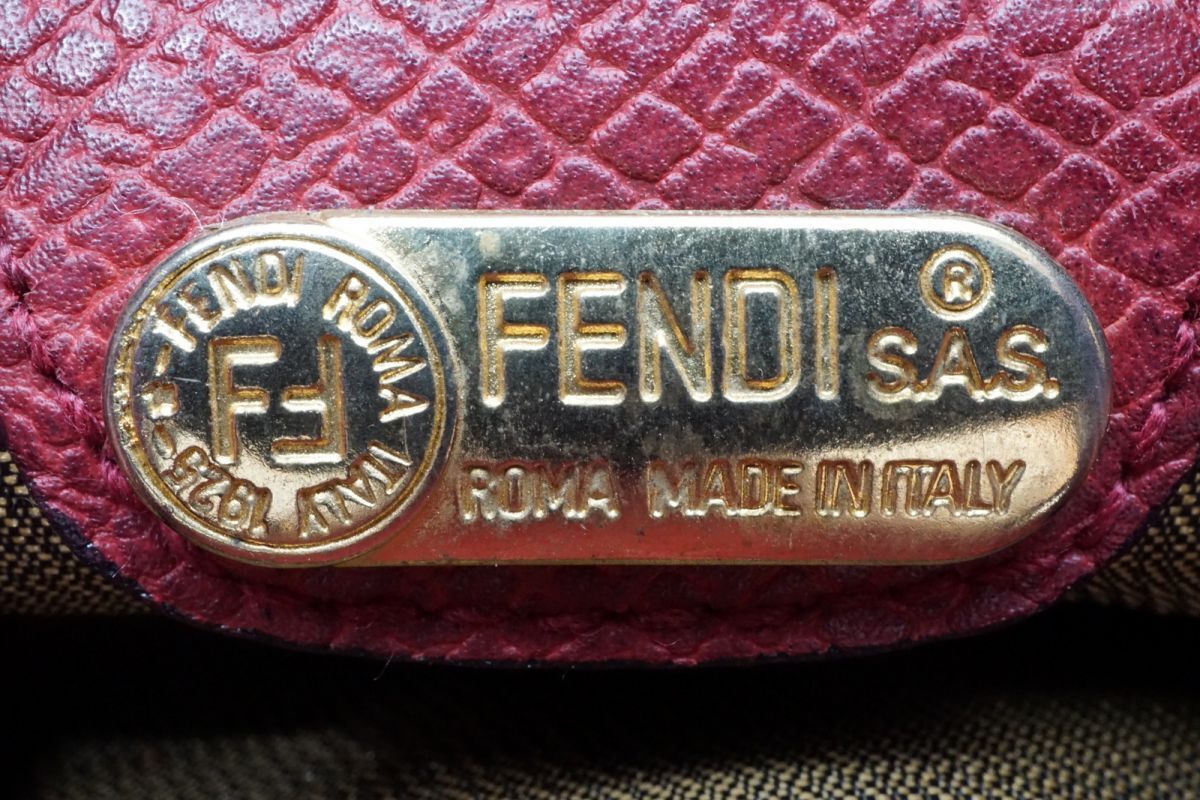 FENDI ROMA ITALY 1925
FF
FENDI S.A.S.®
ROMA MADE IN ITALY